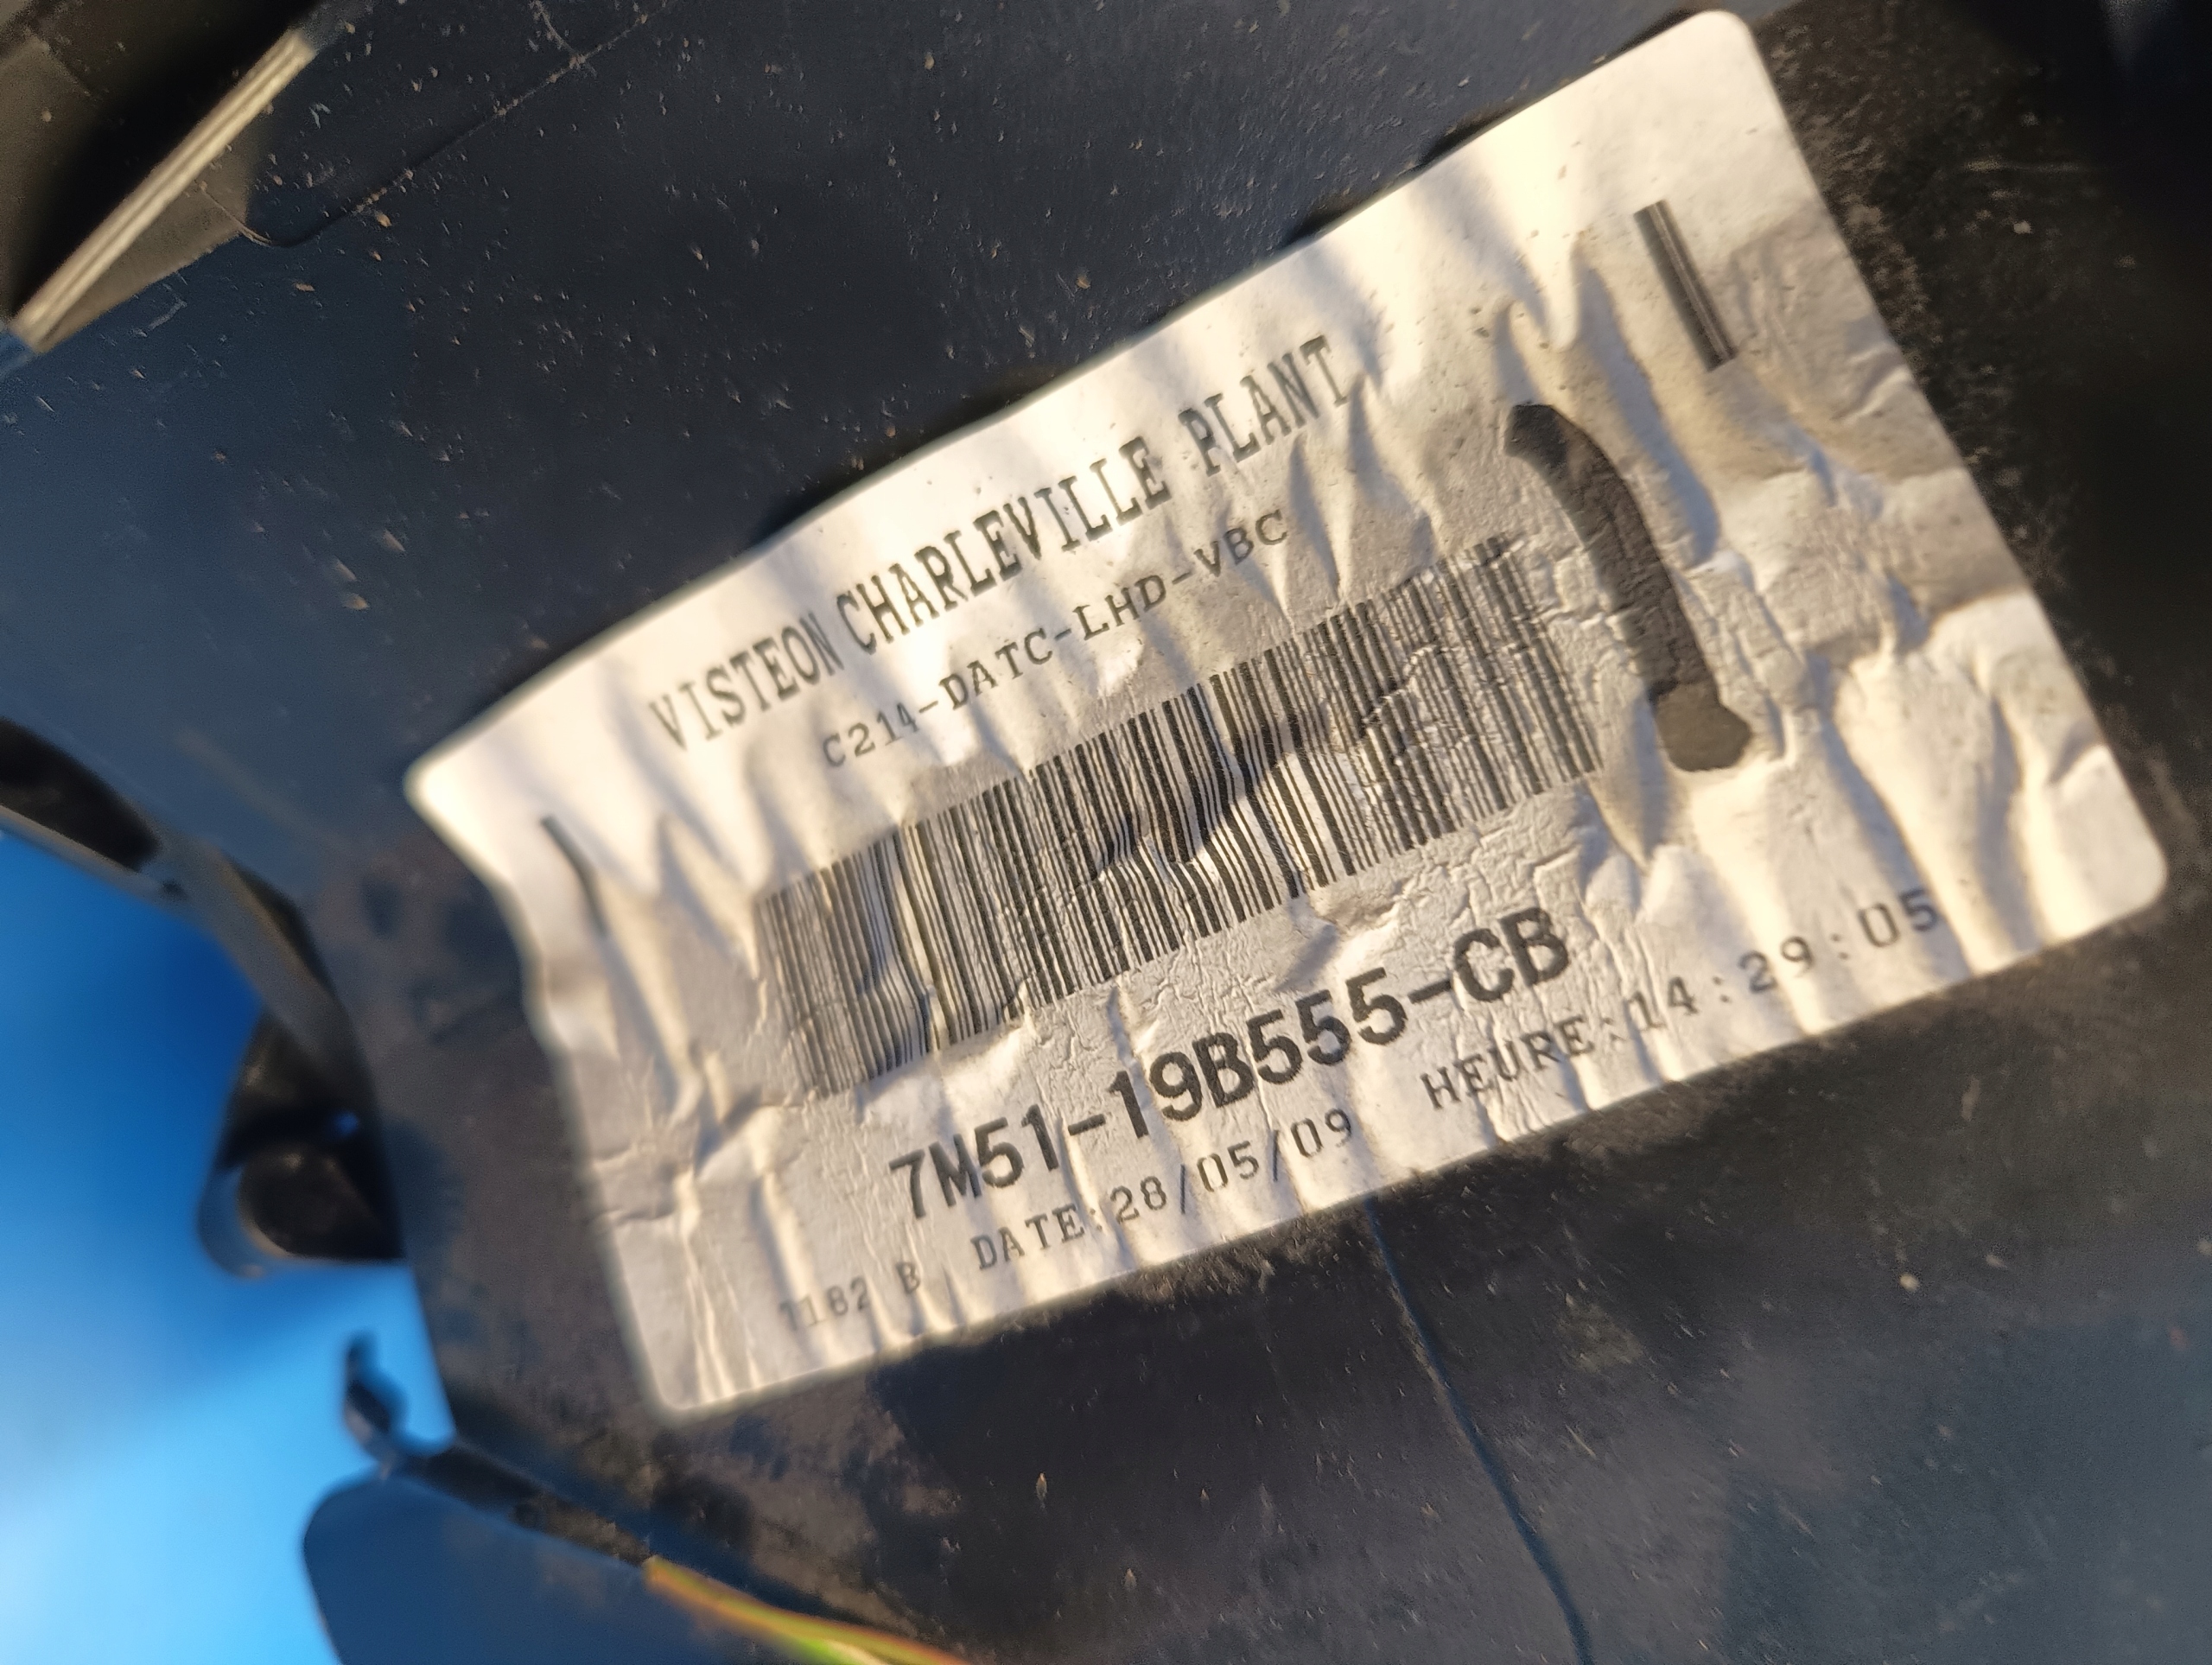 VISTEON CHARLEVILLE PLANT
C214-DATC-LHD-VBC
7M51-19B555-CB
DATE:28/05/09 HEURE:14:29:05
1182 B